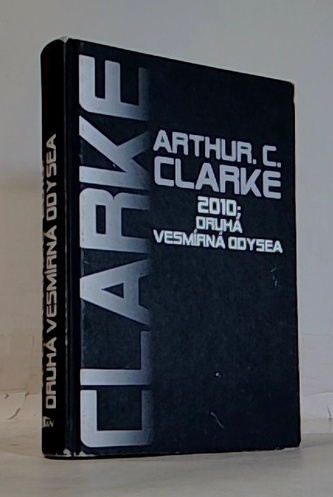 CLARKE
ARTHUR. C.
CLARKE
2010:
DRUHÁ
VESMÍRNÁ ODYSEA
DRUHÁ VESMÍRNÁ ODYSEA